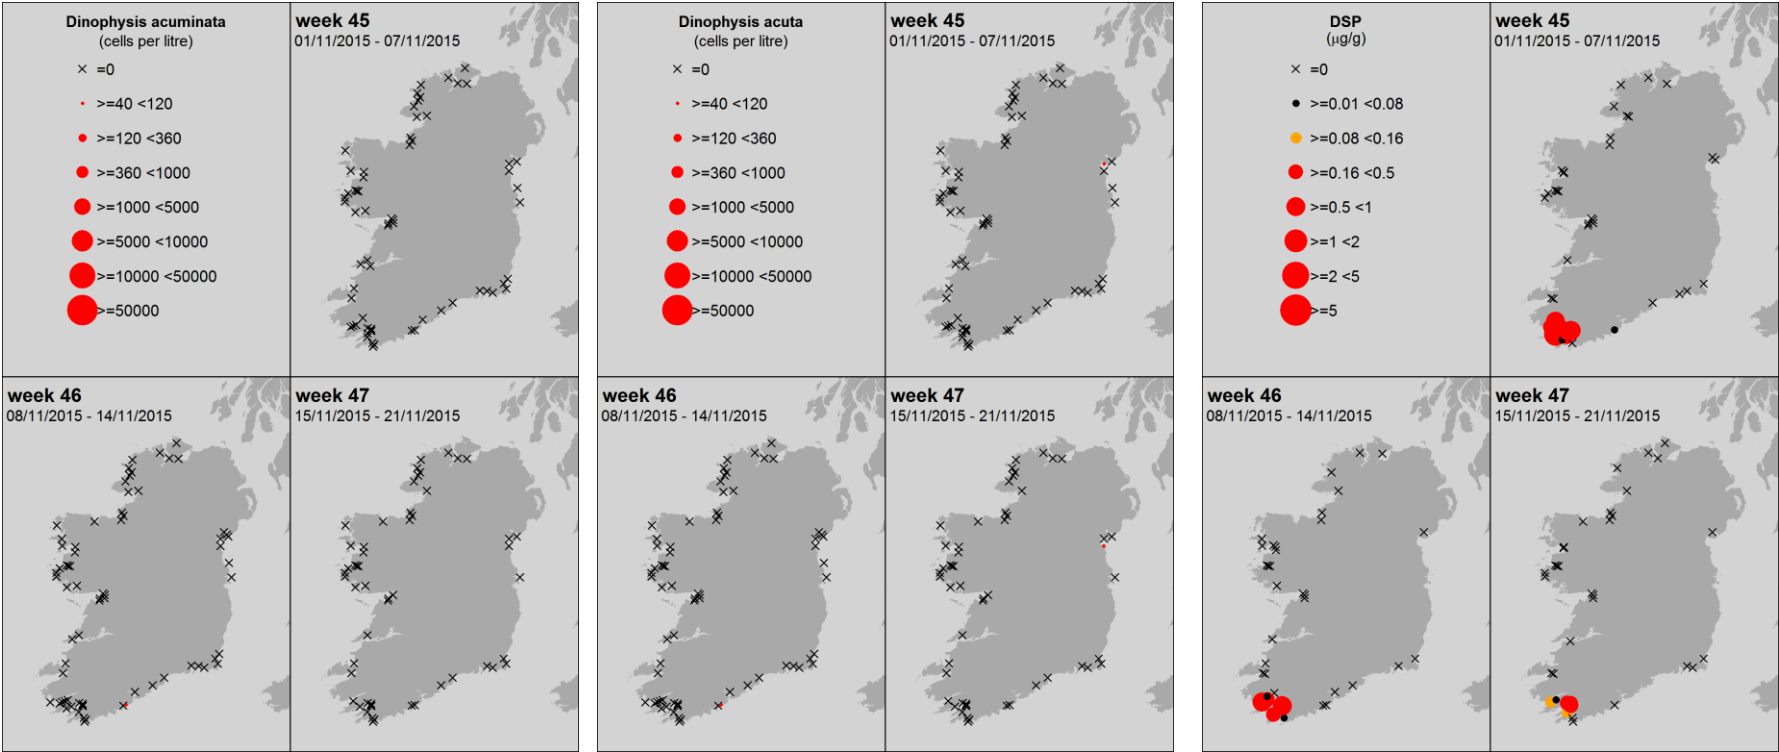 Dinophysis acuminata
(cells per litre)
=0
>=40 <120
>=120 <360
>=360 <1000
>=1000 <5000
>=5000 <10000
>=10000 <50000
>=50000
week 45
01/11/2015 - 07/11/2015
week 46
08/11/2015 - 14/11/2015
week 47
15/11/2015 - 21/11/2015
Dinophysis acuta
(cells per litre)
=0
>=40 <120
>=120 <360
>=360 <1000
>=1000 <5000
>=5000 <10000
>=10000 <50000
>=50000
week 45
01/11/2015 - 07/11/2015
week 46
08/11/2015 - 14/11/2015
week 47
15/11/2015 - 21/11/2015
DSP
(µg/g)
=0
>=0.01 <0.08
>=0.08 <0.16
>=0.16 <0.5
>=0.5 <1
>=1 <2
>=2 <5
>=5
week 45
01/11/2015 - 07/11/2015
week 46
08/11/2015 - 14/11/2015
week 47
15/11/2015 - 21/11/2015